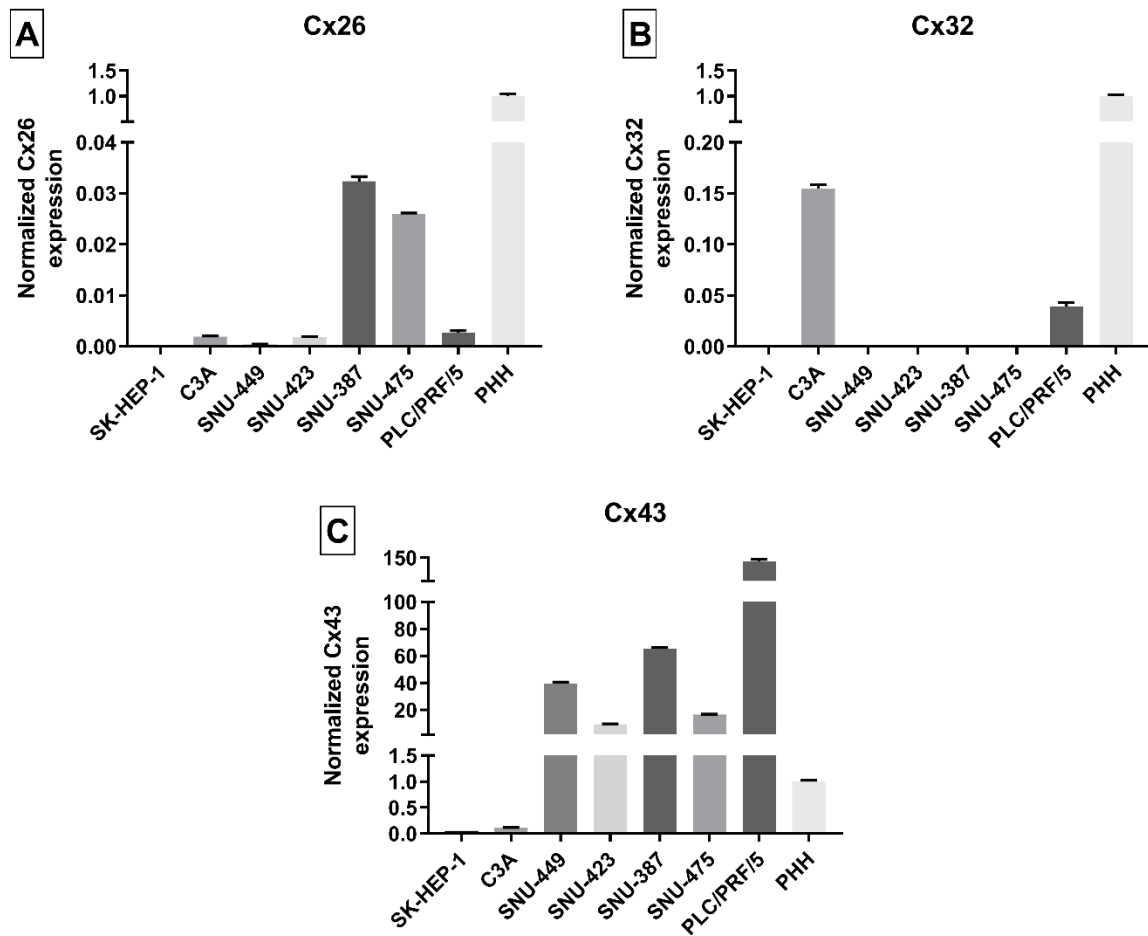 A
Cx26
Normalized Cx26
expression
1.5
1.0
0.04
0.03
0.02
0.01
0.00
SK-HEP-1
C3A
SNU-449
SNU-423
SNU-387
SNU-475
PLC/PRF/5
PHH
B
Cx32
Normalized Cx32
expression
1.5
1.0
0.20
0.15
0.10
0.05
0.00
SK-HEP-1
C3A
SNU-449
SNU-423
SNU-387
SNU-475
PLC/PRF/5
PHH
C
Cx43
Normalized Cx43
expression
150
100
80
60
40
20
1.5
1.0
0.5
0.0
SK-HEP-1
C3A
SNU-449
SNU-423
SNU-387
SNU-475
PLC/PRF/5
PHH